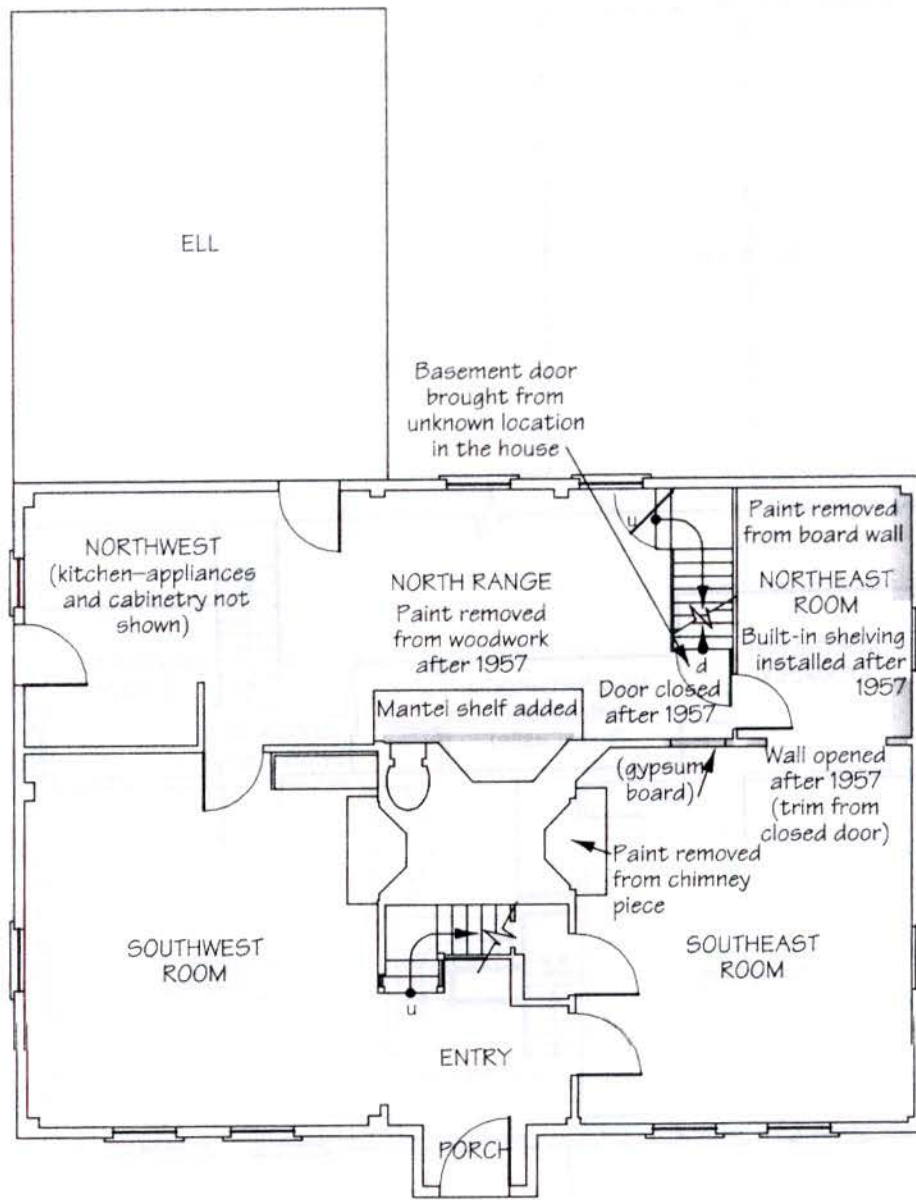 ELL
Basement door
brought from
unknown location
in the house
NORTHWEST
(kitchen–appliances
and cabinetry not
shown)
NORTH RANGE
Paint removed
from woodwork
after 1957
u
d
Paint removed
from board wall
NORTHEAST
ROOM
Built-in shelving
installed after
1957
Mantel shelf added
Door closed
after 1957
(gypsum
board)
Wall opened
after 1957
(trim from
closed door)
Paint removed
from chimney
piece
SOUTHWEST
ROOM
SOUTHEAST
ROOM
u
ENTRY
PORCH